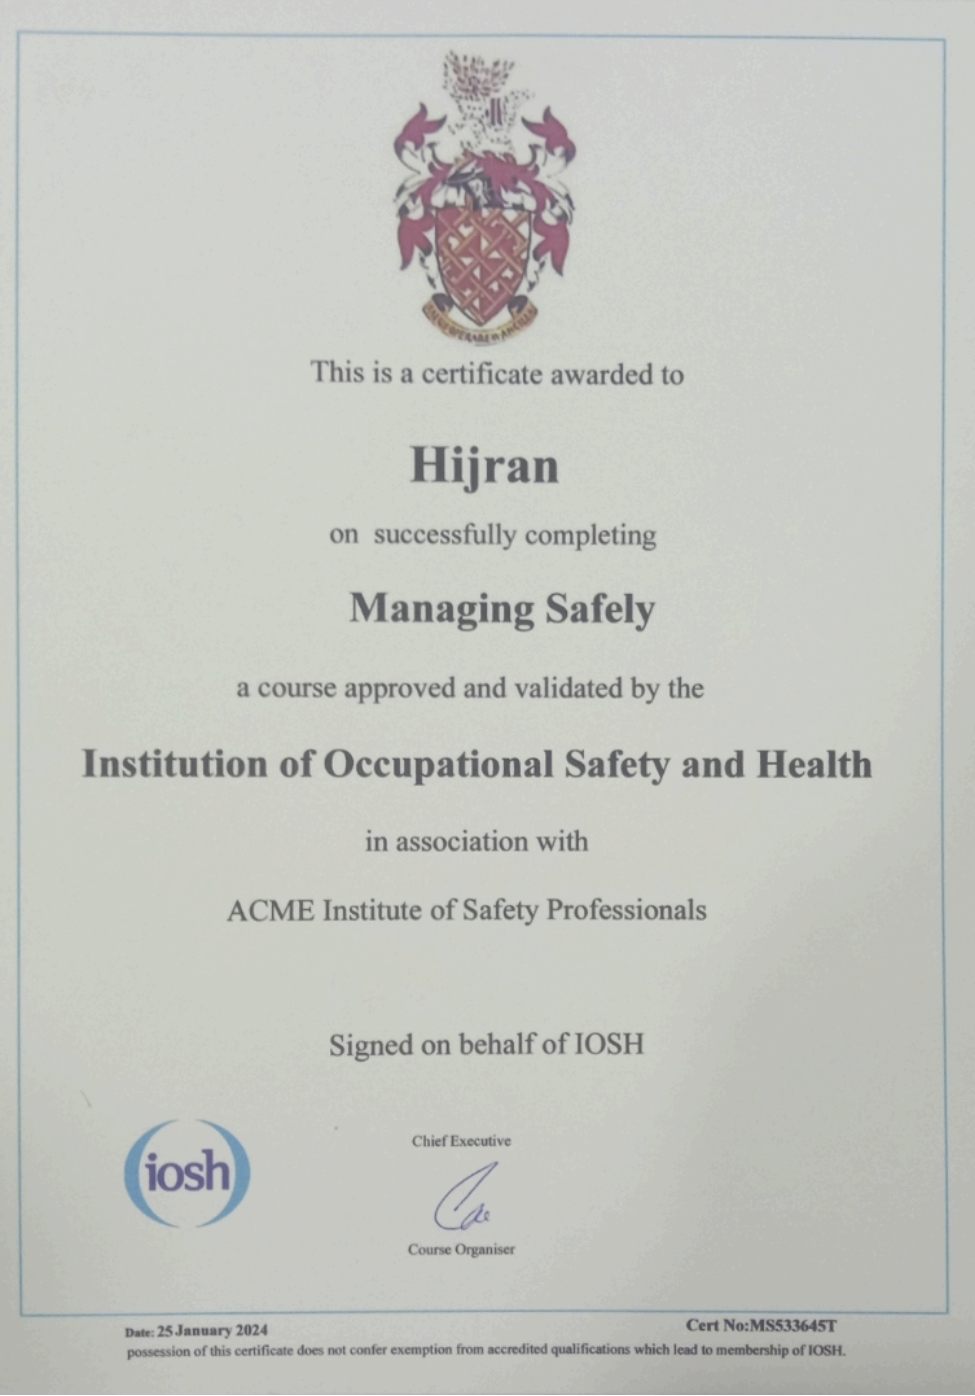 This is a certificate awarded to
Hijran
on successfully completing
Managing Safely
a course approved and validated by the
Institution of Occupational Safety and Health
in association with
ACME Institute of Safety Professionals
Signed on behalf of IOSH
iosh
Chief Executive
Course Organiser
Date: 25 January 2024
Cert No:MS533645T
possession of this certificate does not confer exemption from accredited qualifications which lead to membership of IOSH.